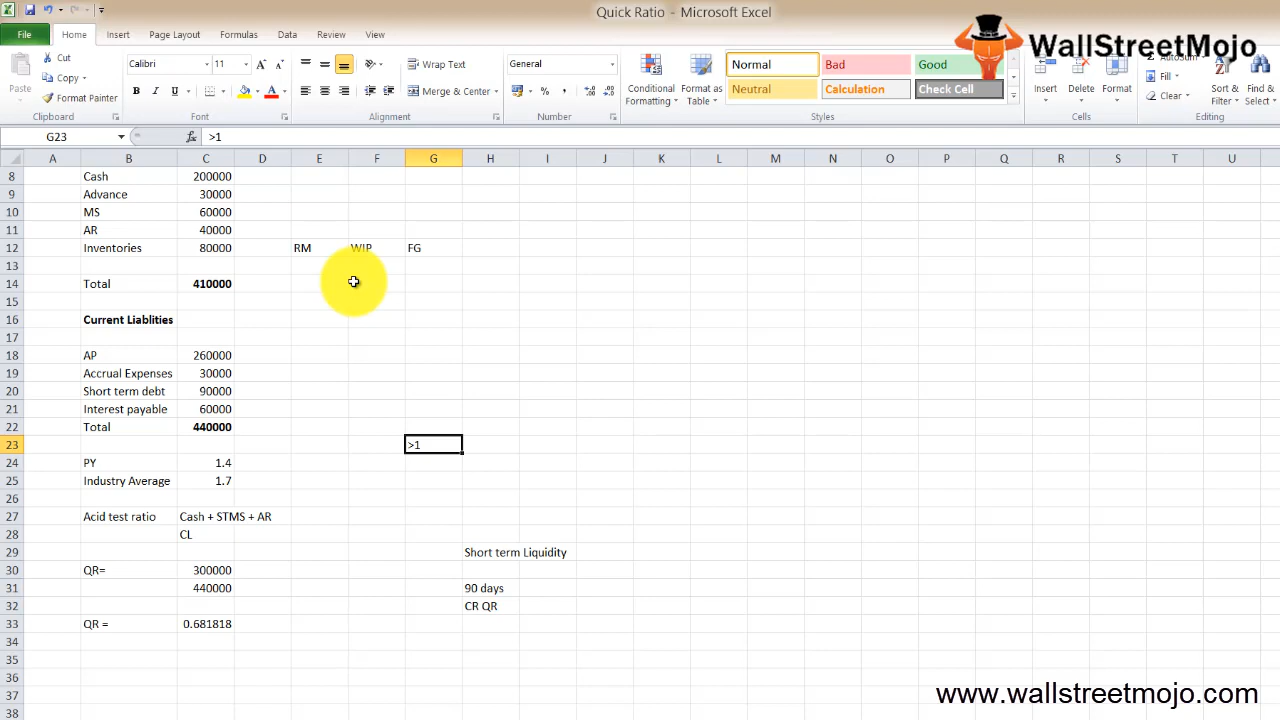 Quick Ratio - Microsoft Excel
File Home Insert Page Layout Formulas Data Review View
WallStreetMojo
Paste Cut Copy Format Painter
Calibri 11
B I U A
Wrap Text
Merge & Center
General
Conditional Formatting
Format as Table
Normal Bad Good
Neutral Calculation Check Cell
Insert Delete Format
Fill
Clear
Sort & Filter
Find & Select
Clipboard Font Alignment Number Styles Cells Editing
G23 fx >1
A B C D E F G H I J K L M N O P Q R S T U
8 Cash 200000
9 Advance 30000
10 MS 60000
11 AR 40000
12 Inventories 80000 RM WIP FG
13
14 Total 410000
15
16 Current Liablities
17
18 AP 260000
19 Accrual Expenses 30000
20 Short term debt 90000
21 Interest payable 60000
22 Total 440000
23 >1
24 PY 1.4
25 Industry Average 1.7
26
27 Acid test ratio Cash + STMS + AR
28 CL
29 Short term Liquidity
30 QR= 300000
31 440000 90 days
32 CR QR
33 QR = 0.681818
34
35
36
37
38
www.wallstreetmojo.com